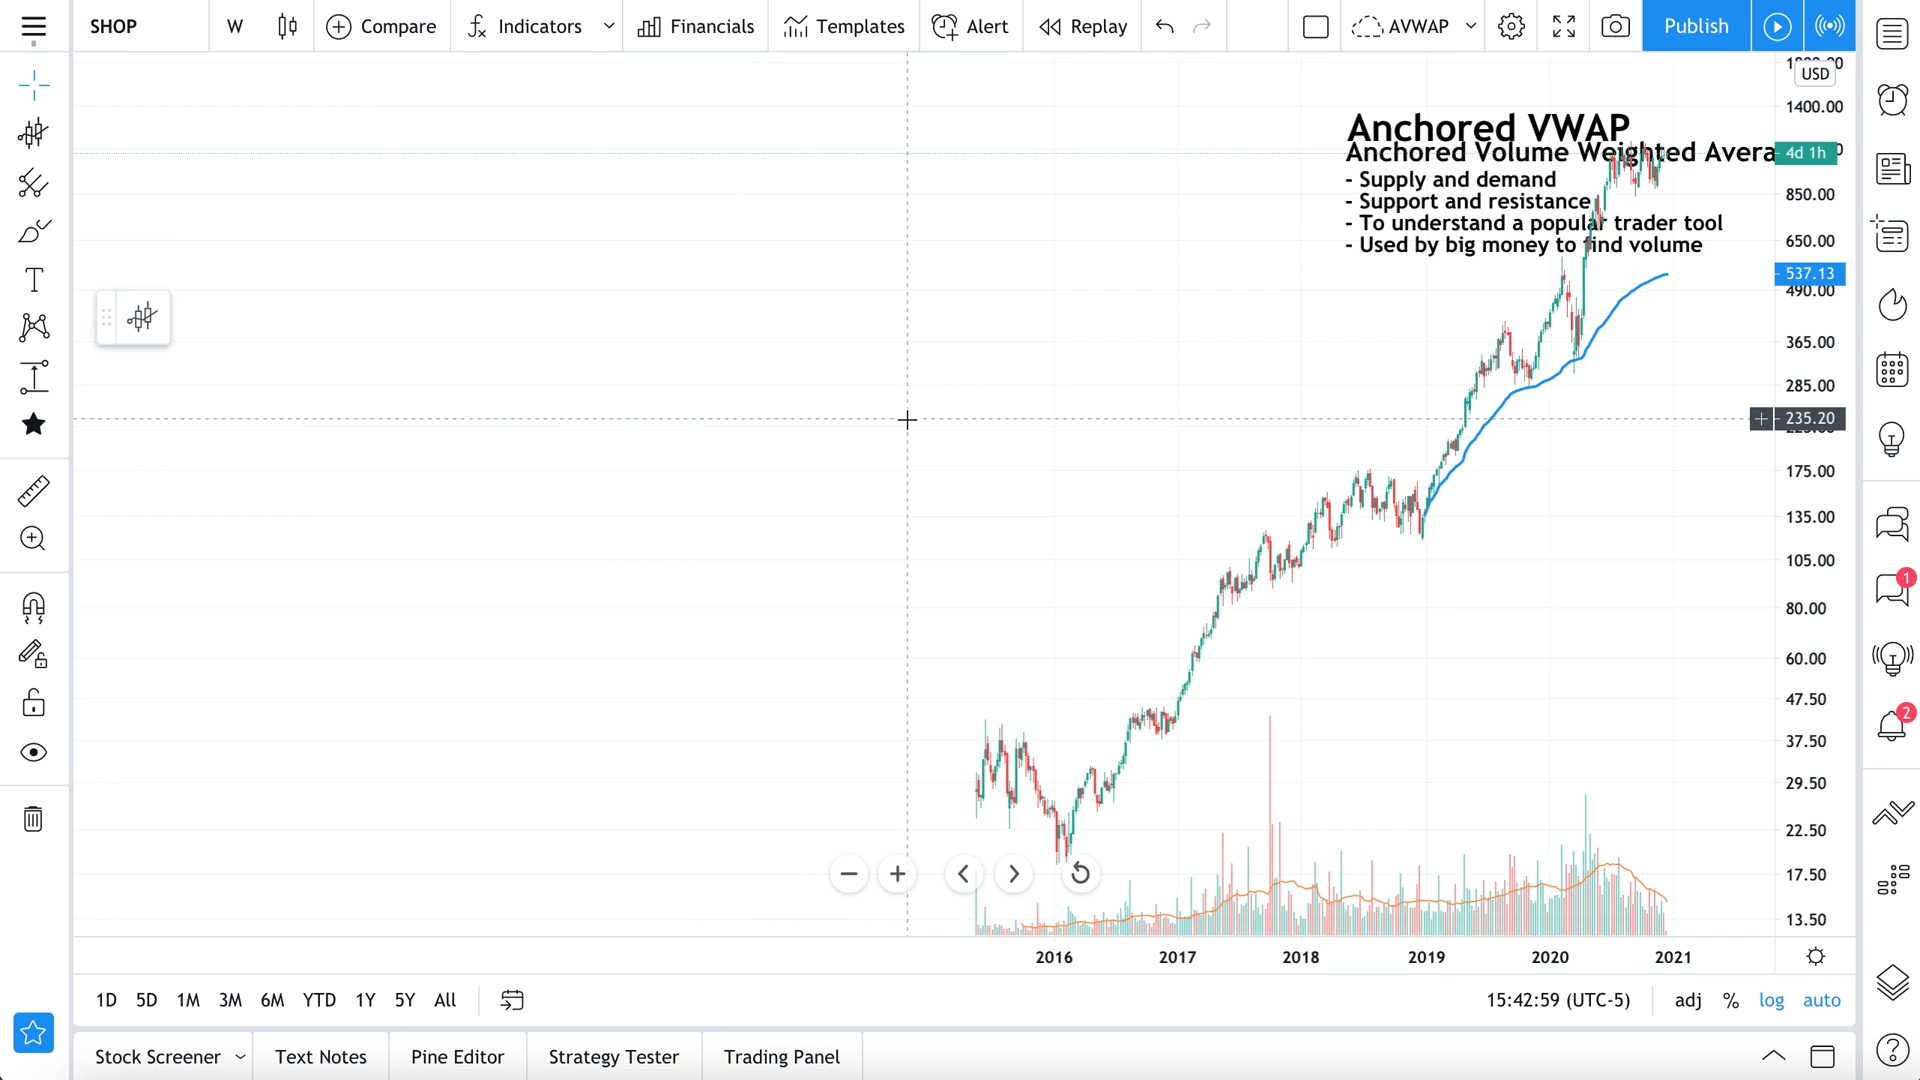 SHOP W Compare Indicators Financials Templates Alert Replay AVWAP Publish
USD
1400.00
Anchored VWAP
Anchored Volume Weighted Avera
4d 1h
- Supply and demand
850.00
- Support and resistance
- To understand a popular trader tool
650.00
- Used by big money to find volume
537.13
490.00
365.00
285.00
235.20
175.00
135.00
105.00
1
80.00
60.00
47.50
2
37.50
29.50
22.50
17.50
13.50
2016 2017 2018 2019 2020 2021
1D 5D 1M 3M 6M YTD 1Y 5Y All 15:42:59 (UTC-5) adj % log auto
Stock Screener Text Notes Pine Editor Strategy Tester Trading Panel